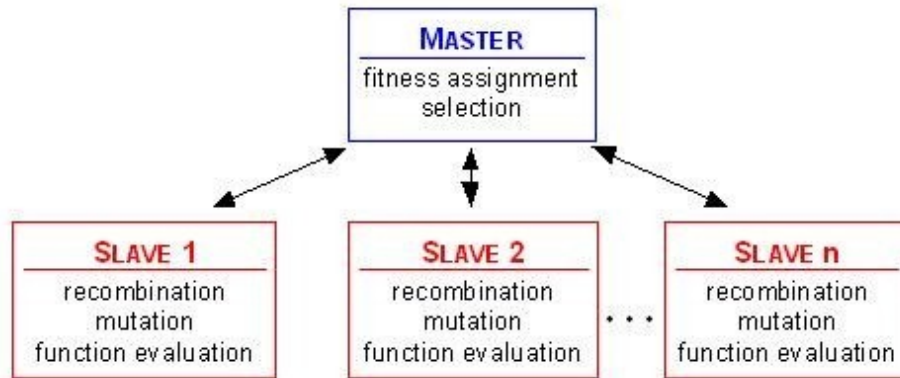 MASTER
fitness assignment
selection
SLAVE 1
recombination
mutation
function evaluation
SLAVE 2
recombination
mutation
function evaluation
...
SLAVE n
recombination
mutation
function evaluation